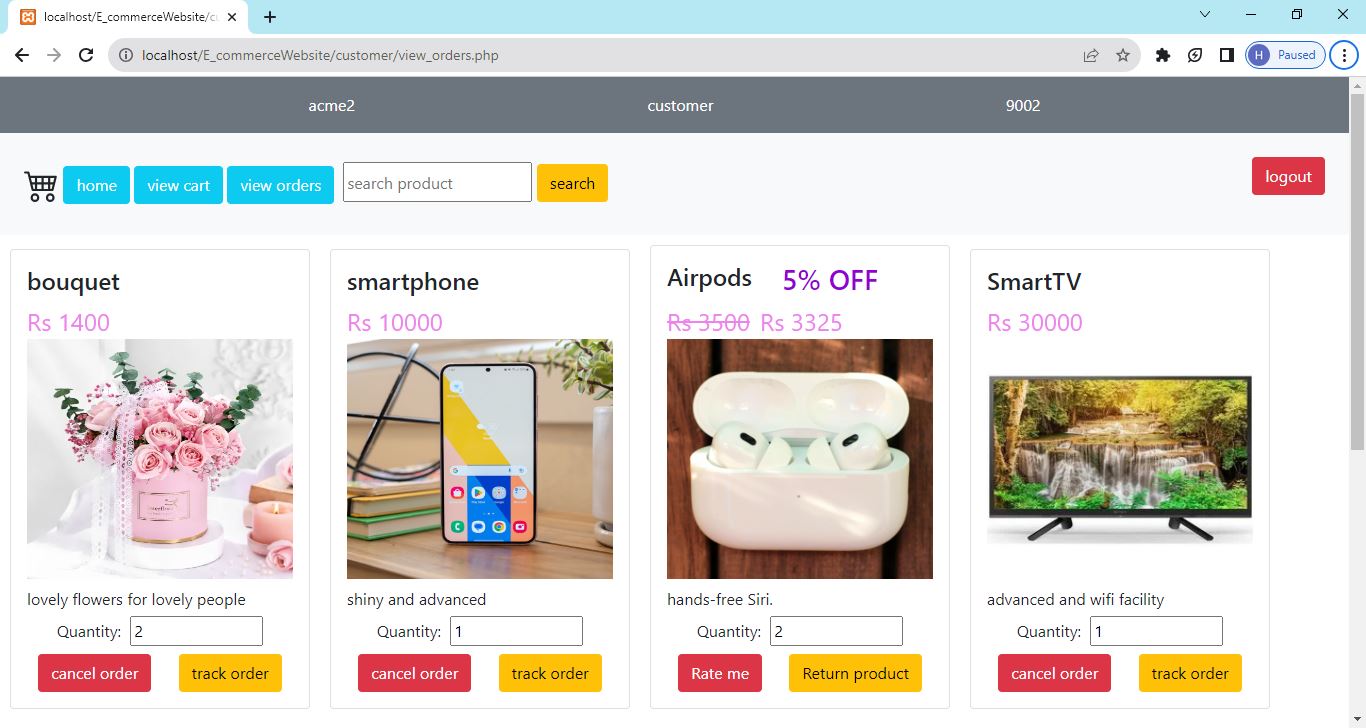 localhost/E_commerceWebsite/cu
localhost/E_commerceWebsite/customer/view_orders.php
H Paused
acme2 customer 9002
home view cart view orders search product search logout
bouquet
Rs 1400
lovely flowers for lovely people
Quantity: 2
cancel order track order
smartphone
Rs 10000
shiny and advanced
Quantity: 1
cancel order track order
Airpods 5% OFF
Rs 3500 Rs 3325
hands-free Siri.
Quantity: 2
Rate me Return product
SmartTV
Rs 30000
advanced and wifi facility
Quantity: 1
cancel order track order